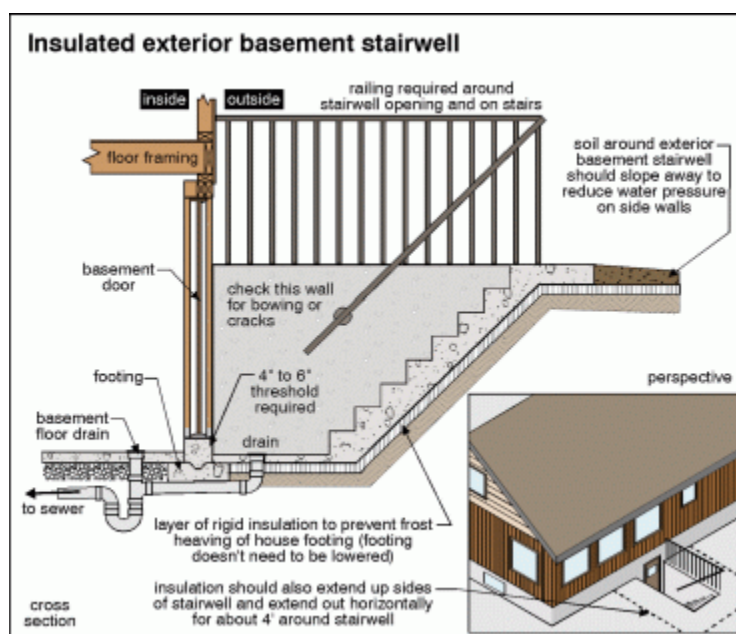 Insulated exterior basement stairwell
inside
outside
railing required around
stairwell opening and on stairs
floor framing
soil around exterior
basement stairwell
should slope away to
reduce water pressure
on side walls
basement
door
check this wall
for bowing or
cracks
footing
4" to 6"
threshold
required
perspective
basement
floor drain
drain
to sewer
layer of rigid insulation to prevent frost
heaving of house footing (footing
doesn't need to be lowered)
insulation should also extend up sides
of stairwell and extend out horizontally
for about 4' around stairwell
cross
section